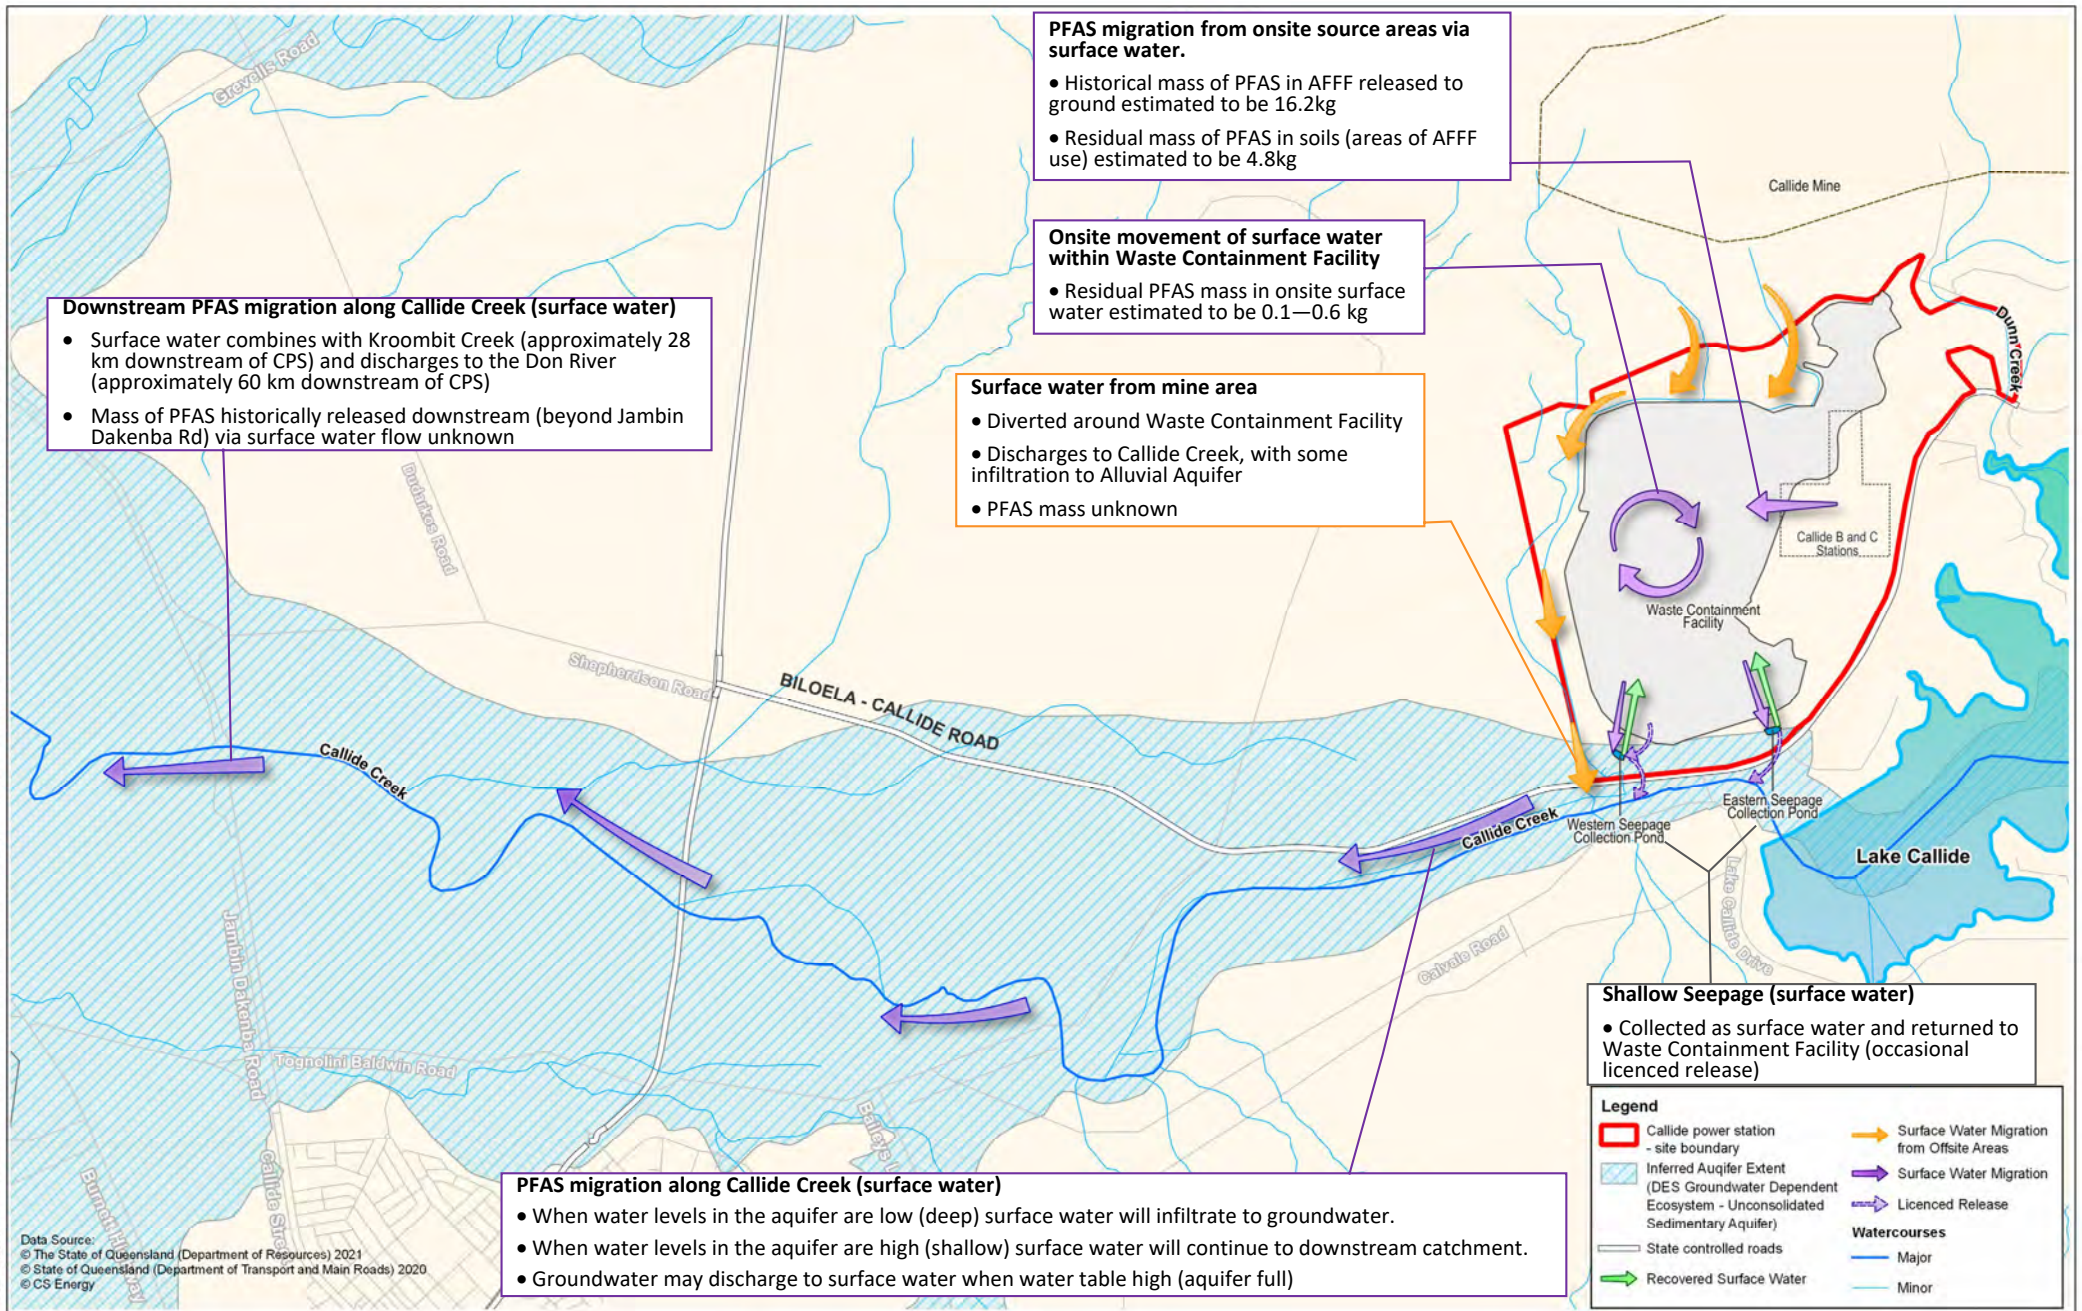 PFAS migration from onsite source areas via
surface water.
• Historical mass of PFAS in AFFF released to
ground estimated to be 16.2kg
• Residual mass of PFAS in soils (areas of AFFF
use) estimated to be 4.8kg
Grevells Road
Callide Mine
Onsite movement of surface water
within Waste Containment Facility
• Residual PFAS mass in onsite surface
water estimated to be 0.1—0.6 kg
Downstream PFAS migration along Callide Creek (surface water)
• Surface water combines with Kroombit Creek (approximately 28
km downstream of CPS) and discharges to the Don River
(approximately 60 km downstream of CPS)
• Mass of PFAS historically released downstream (beyond Jambin
Dakenba Rd) via surface water flow unknown
Dunn Creek
Surface water from mine area
• Diverted around Waste Containment Facility
• Discharges to Callide Creek, with some
infiltration to Alluvial Aquifer
• PFAS mass unknown
Dudarkos Road
Callide B and C
Stations
Waste Containment
Facility
Shepherdson Road
BILOELA - CALLIDE ROAD
Callide Creek
Callide Creek
Western Seepage
Collection Pond
Eastern Seepage
Collection Pond
Lake Callide
Lake Callide Drive
Calvale Road
Jambin Dakenba Road
Tognolini Baldwin Road
Callide Street
Burnett Highway
Baileys
Shallow Seepage (surface water)
• Collected as surface water and returned to
Waste Containment Facility (occasional
licenced release)
PFAS migration along Callide Creek (surface water)
• When water levels in the aquifer are low (deep) surface water will infiltrate to groundwater.
• When water levels in the aquifer are high (shallow) surface water will continue to downstream catchment.
• Groundwater may discharge to surface water when water table high (aquifer full)
Legend
Callide power station
- site boundary
Inferred Auqifer Extent
(DES Groundwater Dependent
Ecosystem - Unconsolidated
Sedimentary Aquifer)
State controlled roads
Recovered Surface Water
Surface Water Migration
from Offsite Areas
Surface Water Migration
Licenced Release
Watercourses
Major
Minor
Data Source:
© The State of Queensland (Department of Resources) 2021
© State of Queensland (Department of Transport and Main Roads) 2020
© CS Energy